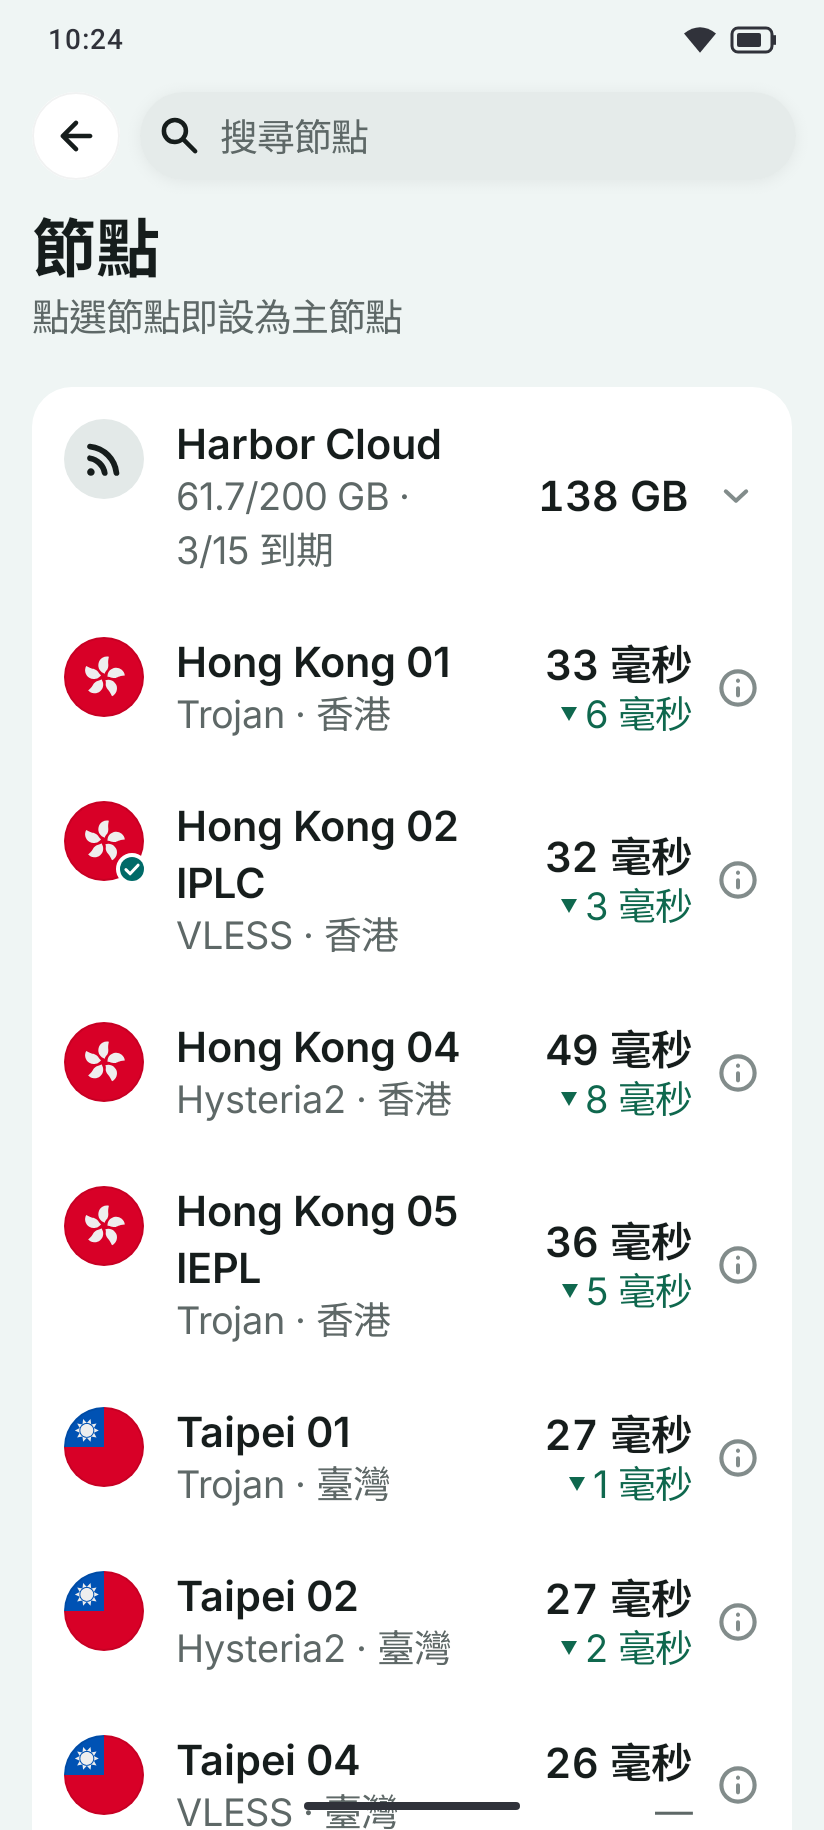 10:24
搜尋節點
節點
點選節點即設為主節點
Harbor Cloud
61.7/200 GB ·
3/15 到期
138 GB
Hong Kong 01
Trojan · 香港
33 毫秒
▼6 毫秒
Hong Kong 02
IPLC
VLESS · 香港
32 毫秒
▼3 毫秒
Hong Kong 04
Hysteria2 · 香港
49 毫秒
▼8 毫秒
Hong Kong 05
IEPL
Trojan · 香港
36 毫秒
▼5 毫秒
Taipei 01
Trojan · 臺灣
27 毫秒
▼1 毫秒
Taipei 02
Hysteria2 · 臺灣
27 毫秒
▼2 毫秒
Taipei 04
VLESS · 臺灣
26 毫秒
—